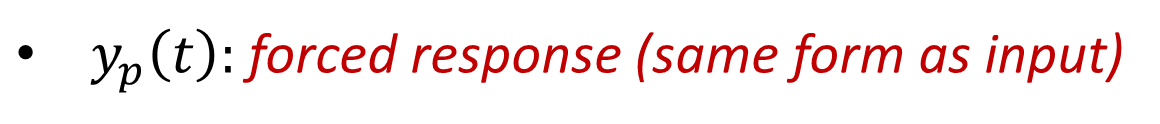 • y_p(t): forced response (same form as input)